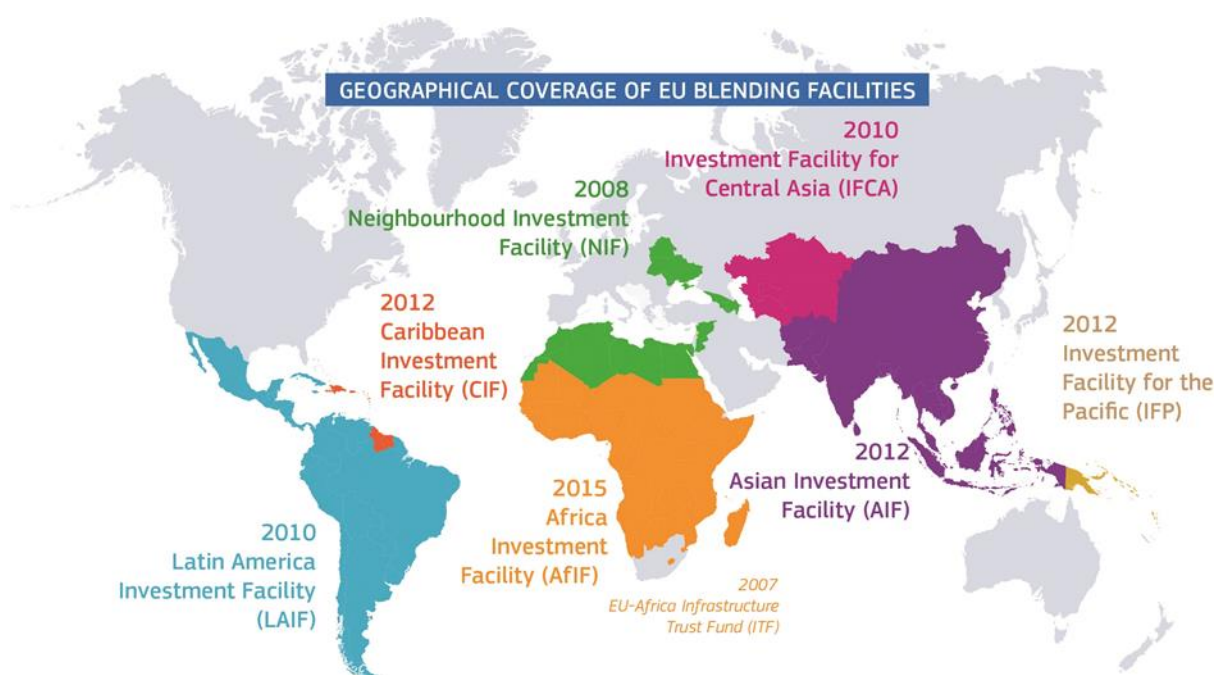 GEOGRAPHICAL COVERAGE OF EU BLENDING FACILITIES
2010
Investment Facility for
Central Asia (IFCA)
2008
Neighbourhood Investment
Facility (NIF)
2012
Caribbean
Investment
Facility (CIF)
2012
Investment
Facility for the
Pacific (IFP)
2012
Asian Investment
Facility (AIF)
2015
Africa
Investment
Facility (AfIF)
2010
Latin America
Investment Facility
(LAIF)
2007
EU-Africa Infrastructure
Trust Fund (ITF)